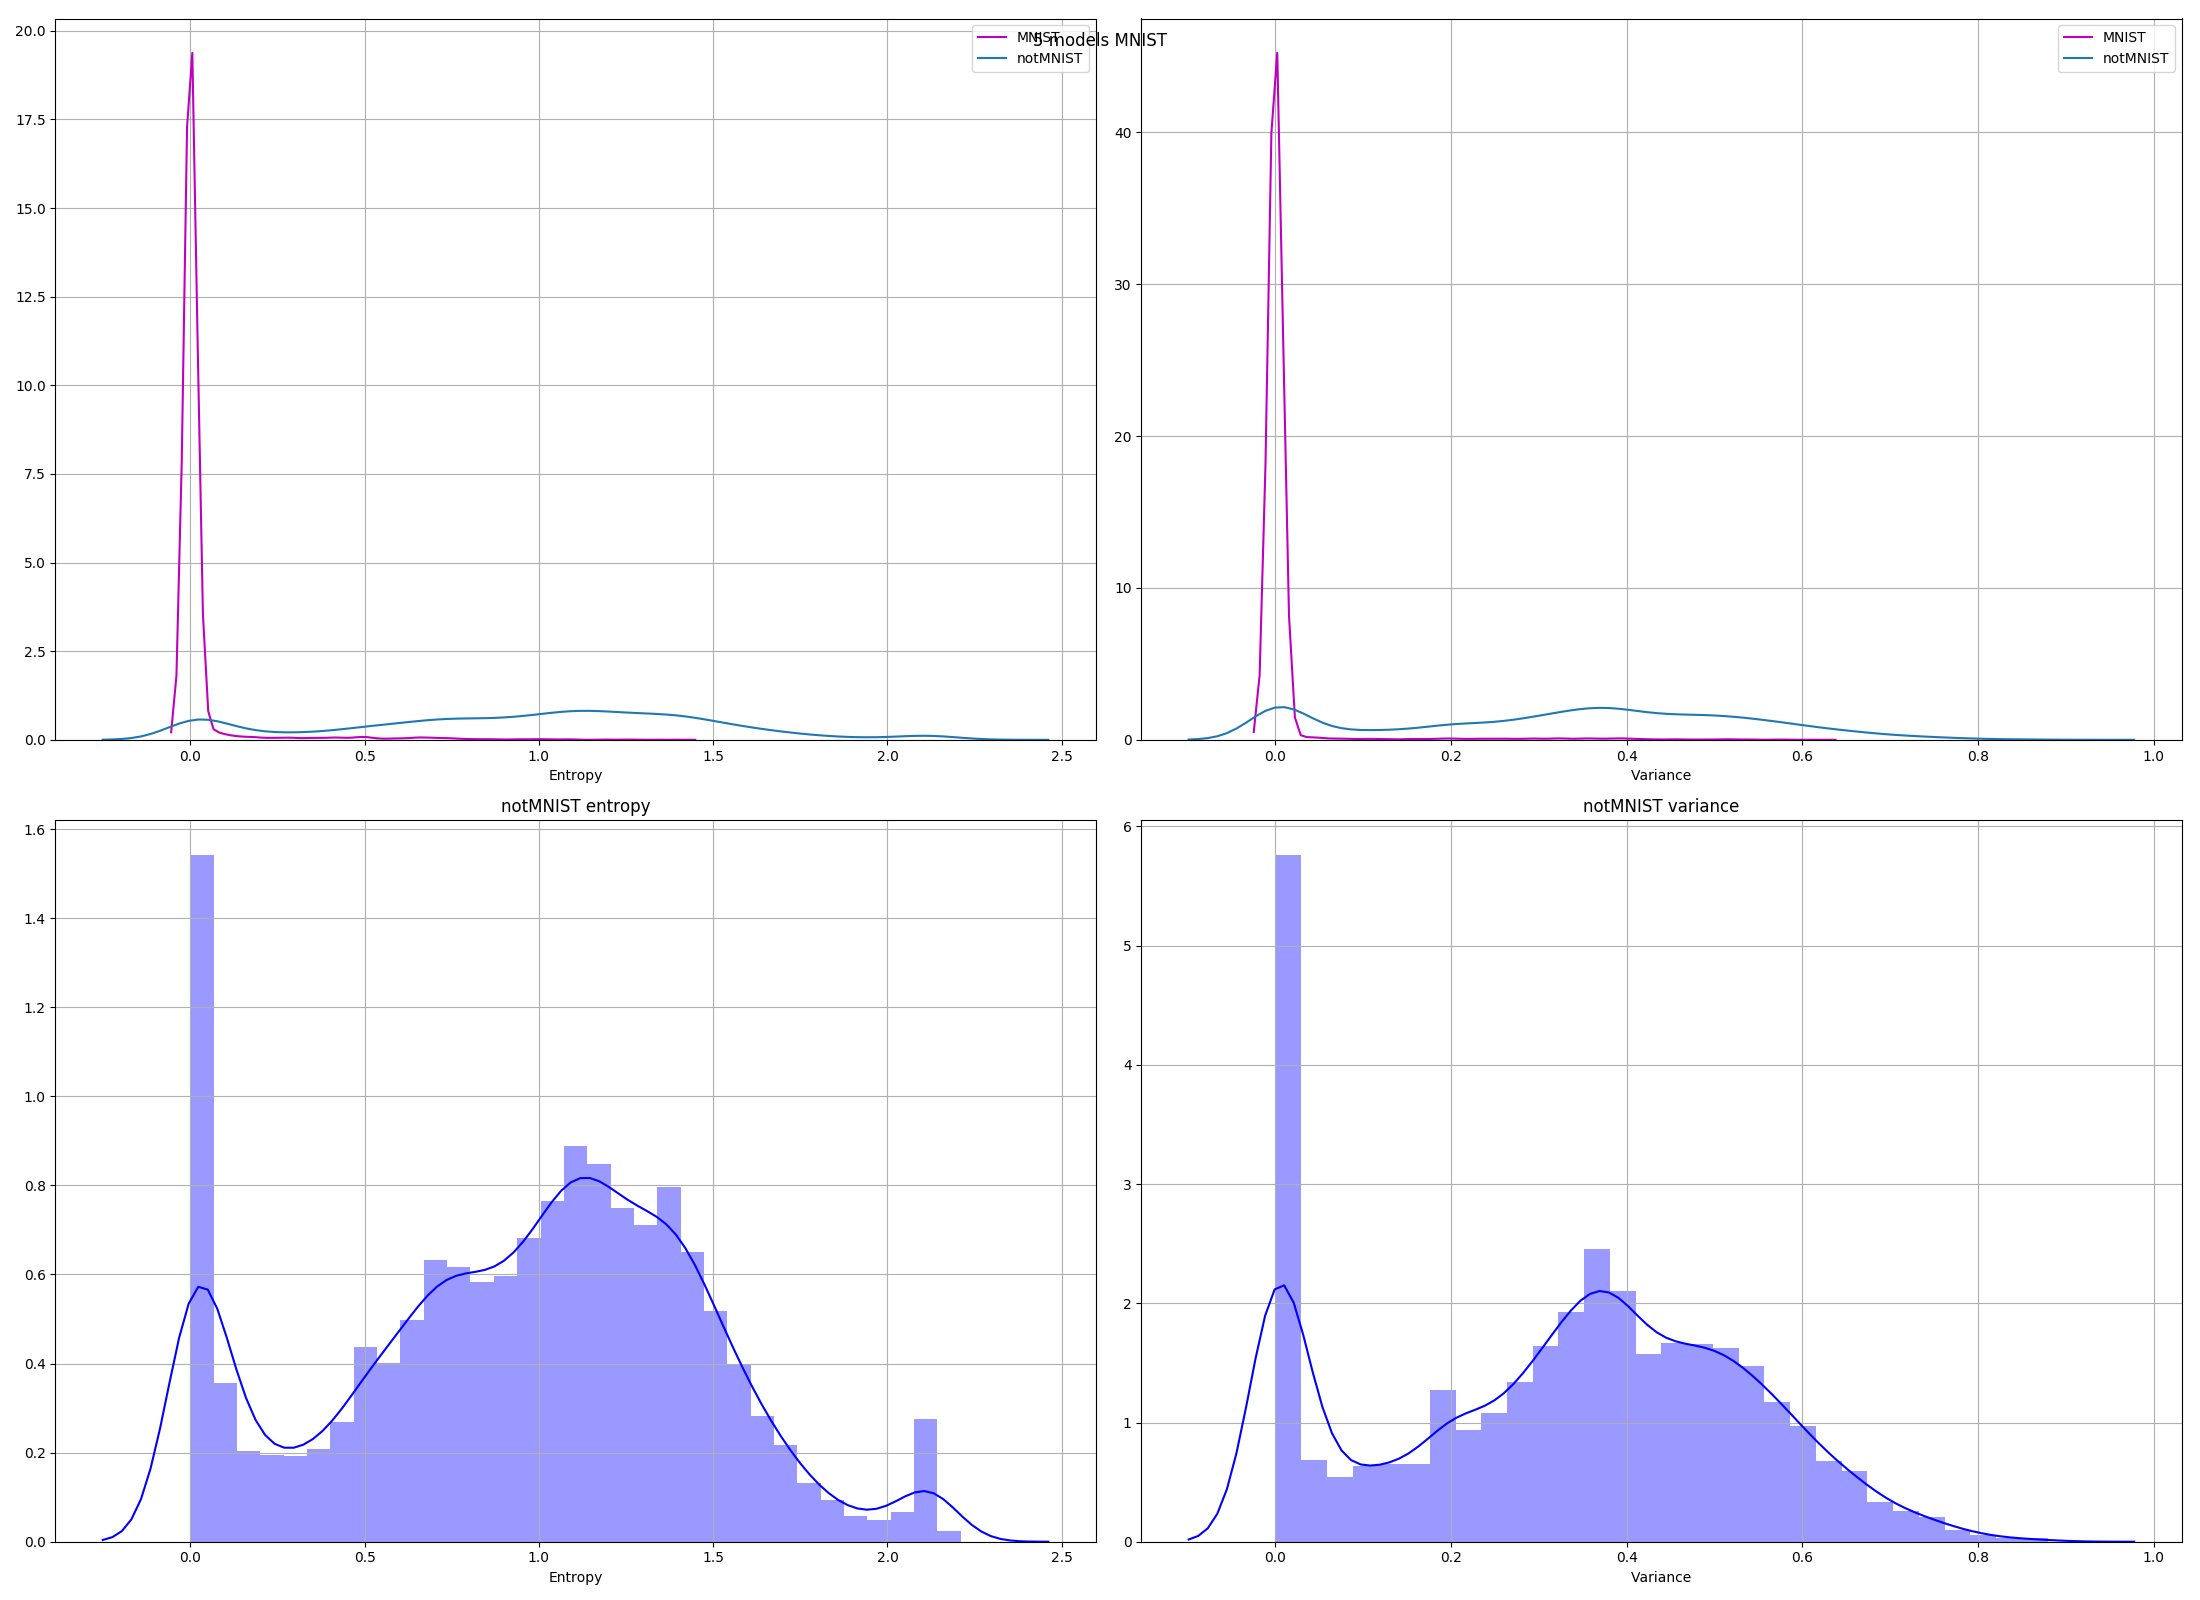 5 models MNIST
20.0
17.5
15.0
12.5
10.0
7.5
5.0
2.5
0.0
MNIST
notMNIST
0.0 0.5 1.0 1.5 2.0 2.5
Entropy
40
30
20
10
0
MNIST
notMNIST
0.0 0.2 0.4 0.6 0.8 1.0
Variance
notMNIST entropy
1.6
1.4
1.2
1.0
0.8
0.6
0.4
0.2
0.0
0.0 0.5 1.0 1.5 2.0 2.5
Entropy
notMNIST variance
6
5
4
3
2
1
0
0.0 0.2 0.4 0.6 0.8 1.0
Variance